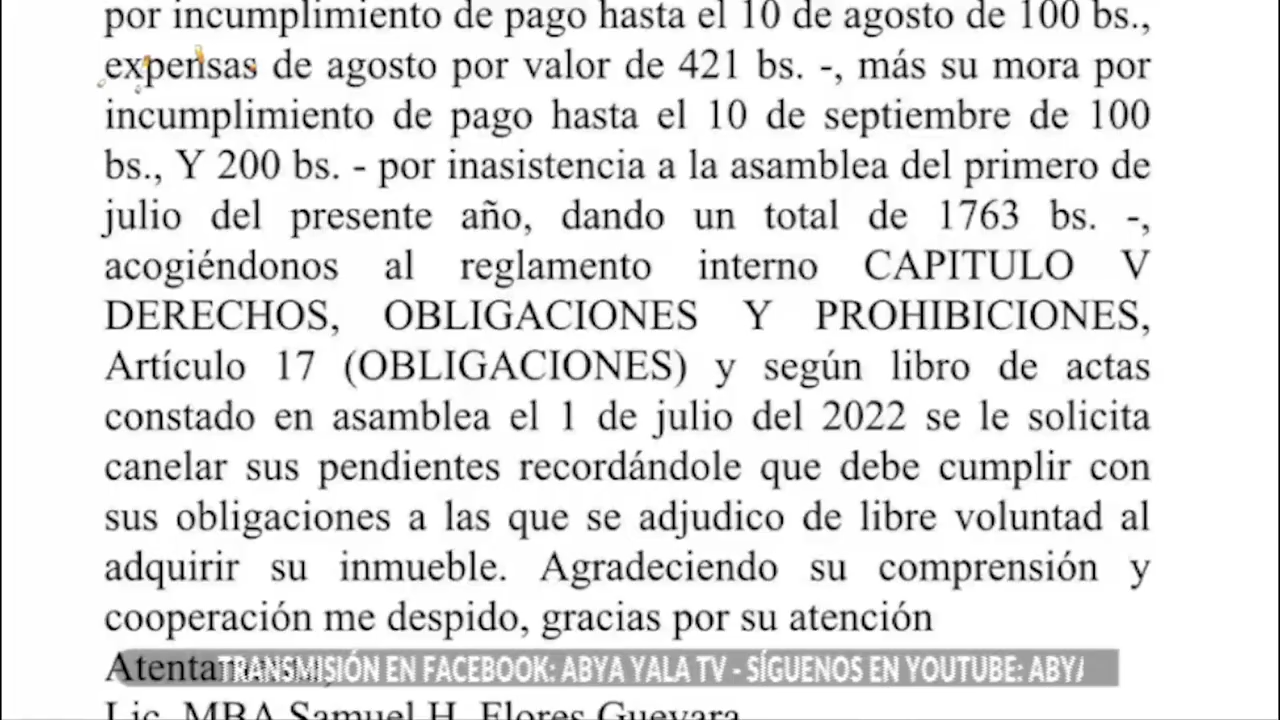 por incumplimiento de pago hasta el 10 de agosto de 100 bs.,
expensas de agosto por valor de 421 bs. -, más su mora por
incumplimiento de pago hasta el 10 de septiembre de 100
bs., Y 200 bs. - por inasistencia a la asamblea del primero de
julio del presente año, dando un total de 1763 bs. -,
acogiéndonos al reglamento interno CAPITULO V
DERECHOS, OBLIGACIONES Y PROHIBICIONES,
Artículo 17 (OBLIGACIONES) y según libro de actas
constado en asamblea el 1 de julio del 2022 se le solicita
canelar sus pendientes recordándole que debe cumplir con
sus obligaciones a las que se adjudico de libre voluntad al
adquirir su inmueble. Agradeciendo su comprensión y
cooperación me despido, gracias por su atención
TRANSMISIÓN EN FACEBOOK: ABYA YALA TV - SÍGUENOS EN YOUTUBE: ABYA
Lic. MBA Samuel H. Flores Guevara